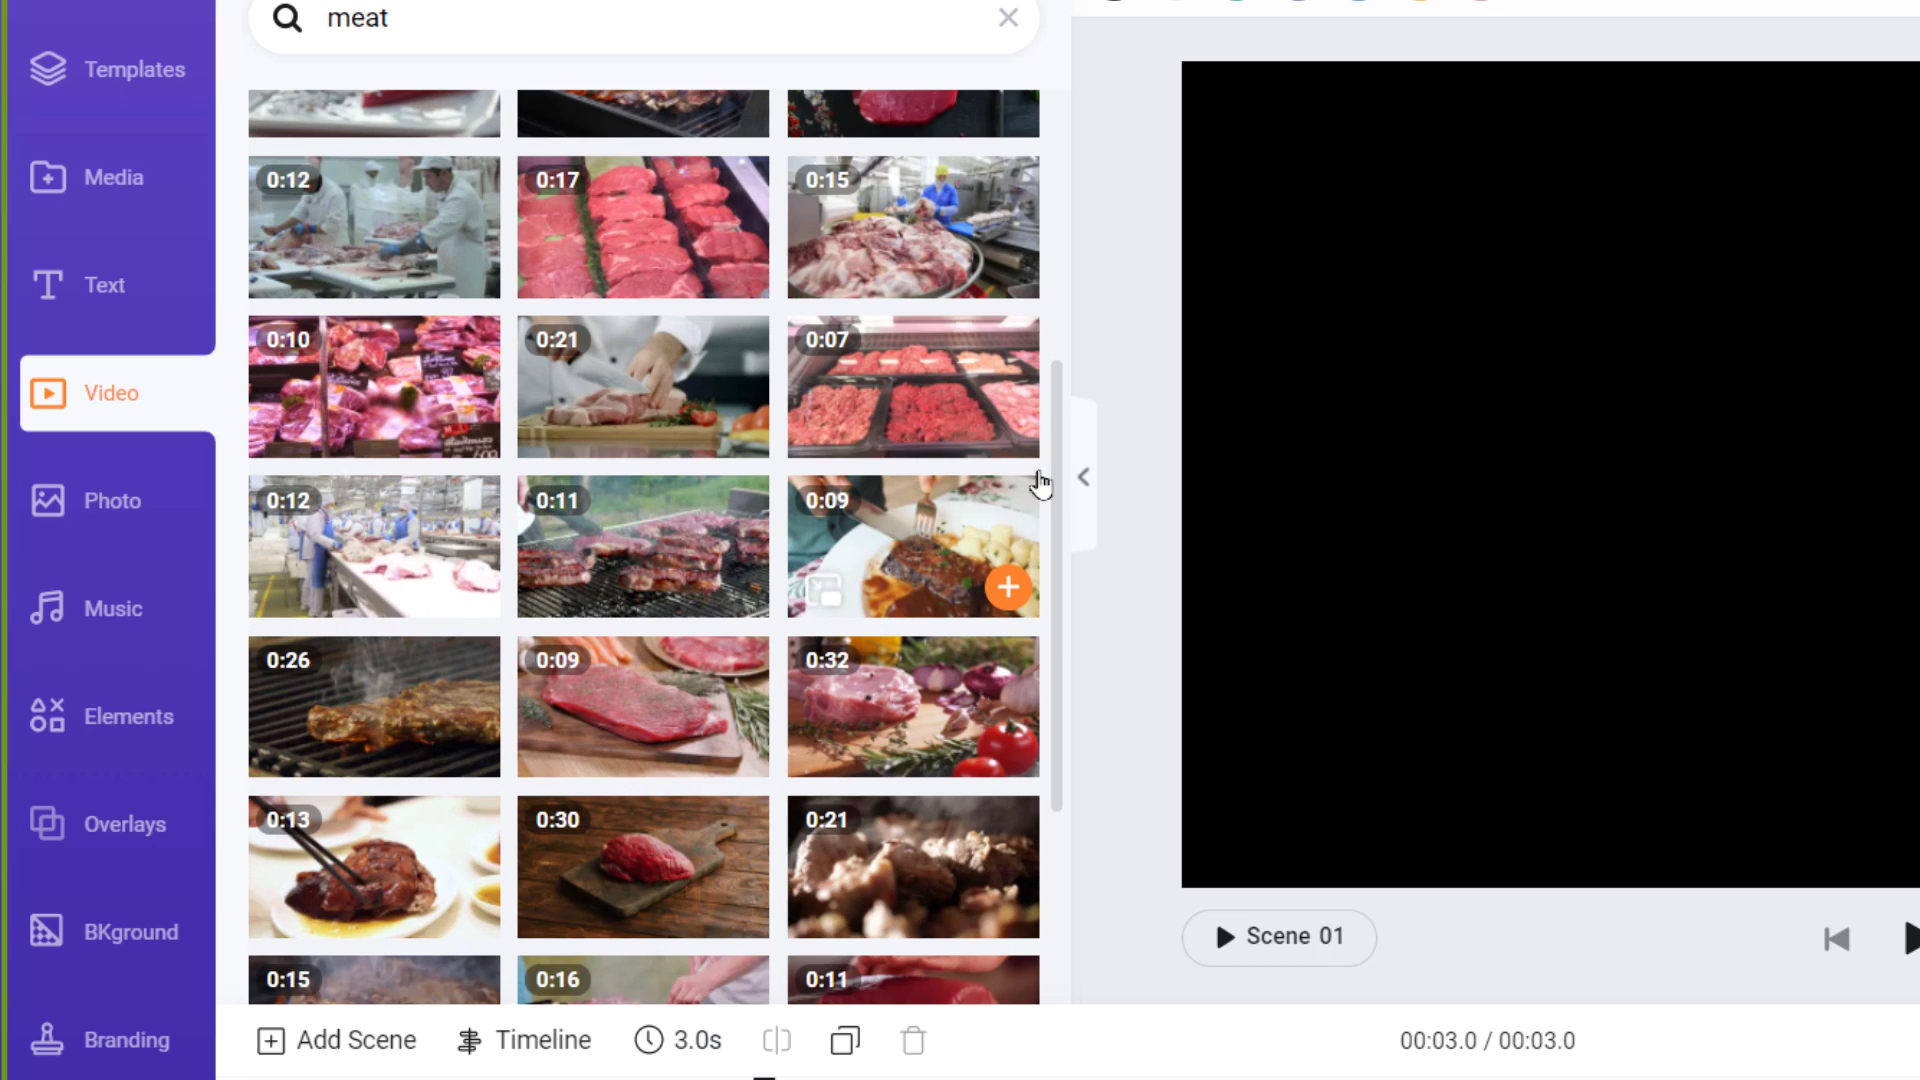 meat
Templates
Media
Text
Video
Photo
Music
Elements
Overlays
BKground
Branding
0:12
0:17
0:15
0:10
0:21
0:07
0:12
0:11
0:09
0:26
0:09
0:32
0:13
0:30
0:21
0:15
0:16
0:11
Scene 01
Add Scene
Timeline
3.0s
00:03.0 / 00:03.0